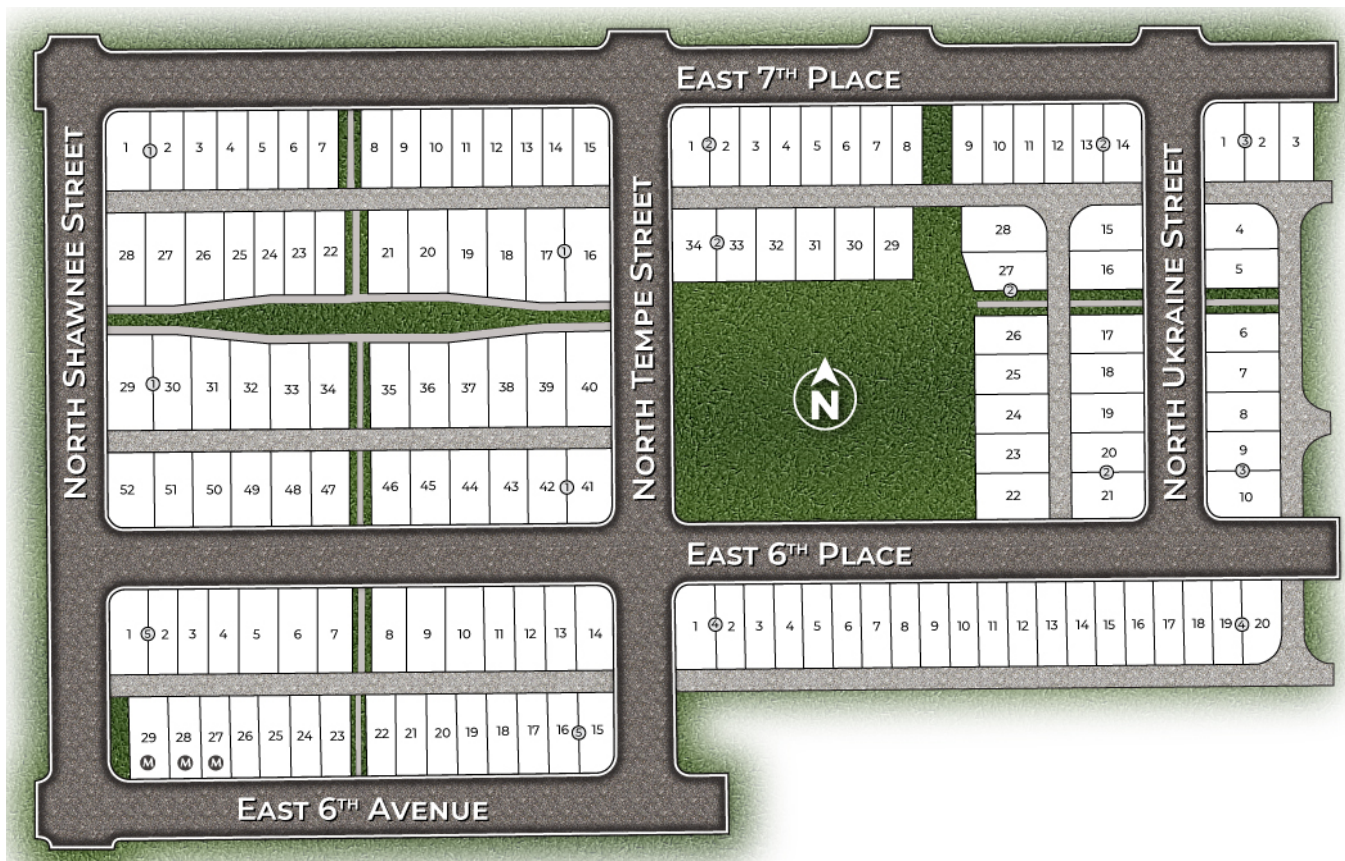 EAST 7TH PLACE
NORTH SHAWNEE STREET
NORTH TEMPE STREET
NORTH UKRAINE STREET
1 ① 2 3 4 5 6 7 8 9 10 11 12 13 14 15
1 ② 2 3 4 5 6 7 8 9 10 11 12 13 ② 14
1 ③ 2 3
28 27 26 25 24 23 22 21 20 19 18 17 ① 16
34 ② 33 32 31 30 29
28 15 4
27 16 5
②
29 ① 30 31 32 33 34 35 36 37 38 39 40
26 17 6
25 18 7
24 19 8
23 20 9
② ③
22 21 10
N
52 51 50 49 48 47 46 45 44 43 42 ① 41
EAST 6TH PLACE
1 ⑤ 2 3 4 5 6 7 8 9 10 11 12 13 14
1 ④ 2 3 4 5 6 7 8 9 10 11 12 13 14 15 16 17 18 19 ④ 20
29 28 27 26 25 24 23 22 21 20 19 18 17 16 ⑤ 15
M M M
EAST 6TH AVENUE